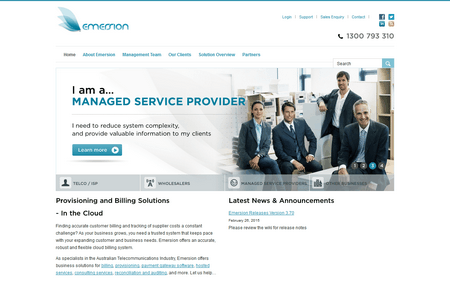 emersion
Login Support Sales Enquiry Contact
1300 793 310
Home About Emersion Management Team Our Clients Solution Overview Partners
Search
I am a...
MANAGED SERVICE PROVIDER
I need to reduce system complexity,
and provide valuable information to my clients
Learn more
1 2 3 4
TELCO / ISP WHOLESALERS MANAGED SERVICE PROVIDERS OTHER BUSINESSES
Provisioning and Billing Solutions
- In the Cloud
Finding accurate customer billing and tracking of supplier costs a constant
challenge? As your business grows, you need a trusted system that keeps pace
with your expanding customer and business needs. Emersion offers an accurate,
robust and flexible cloud billing system.
As specialists in the Australian Telecommunications Industry, Emersion offers
business solutions for billing, provisioning, payment gateway software, hosted
services, consulting services, reconciliation and auditing, and more. Let us help...
Latest News & Announcements
Emersion Releases Version 3.70
February 26, 2015
Please review the wiki for release notes